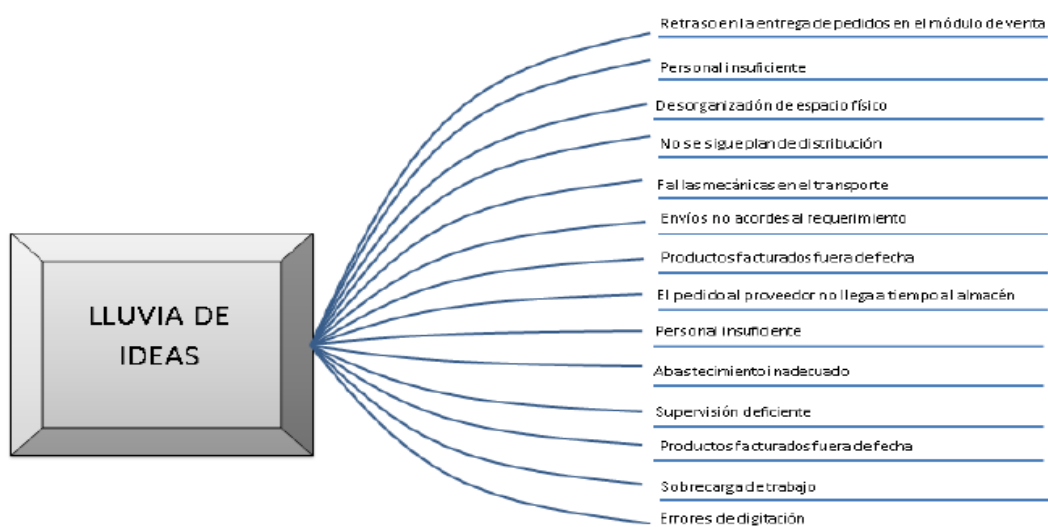 LLUVIA DE
IDEAS
Retraso en la entrega de pedidos en el módulo de venta
Personal insuficiente
Desorganización de espacio físico
No se sigue plan de distribución
Fallas mecánicas en el transporte
Envíos no acordes al requerimiento
Productos facturados fuera de fecha
El pedido al proveedor no llega a tiempo al almacén
Personal insuficiente
Abastecimiento inadecuado
Supervisión deficiente
Productos facturados fuera de fecha
Sobrecarga de trabajo
Errores de digitación